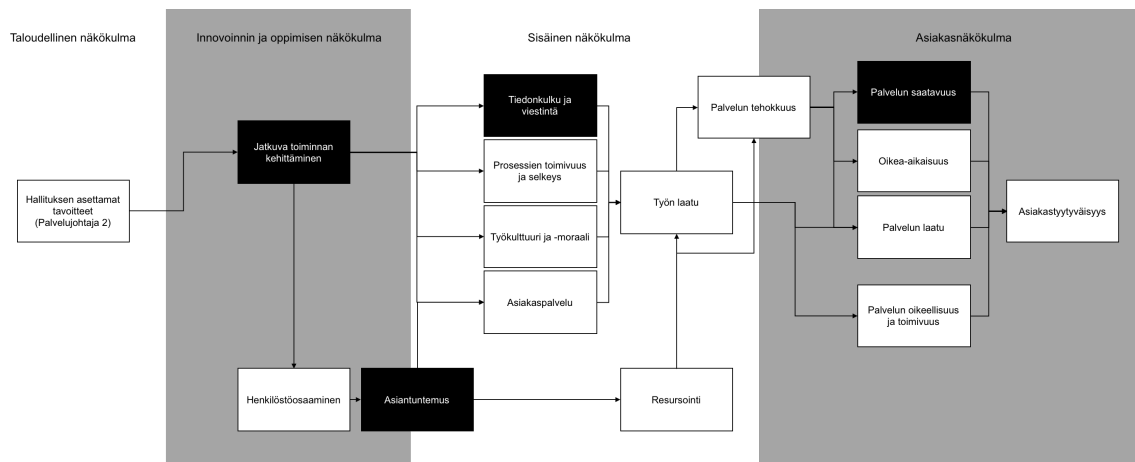 Taloudellinen näkökulma
Innovoinnin ja oppimisen näkökulma
Sisäinen näkökulma
Asiakasnäkökulma
Hallituksen asettamat
tavoitteet
(Palvelujohtaja 2)
Jatkuva toiminnan
kehittäminen
Henkilöstöosaaminen
Asiantuntemus
Tiedonkulku ja
viestintä
Prosessien toimivuus
ja selkeys
Työkulttuuri ja -moraali
Asiakaspalvelu
Työn laatu
Resursointi
Palvelun tehokkuus
Palvelun saatavuus
Oikea-aikaisuus
Palvelun laatu
Palvelun oikeellisuus
ja toimivuus
Asiakastyytyväisyys